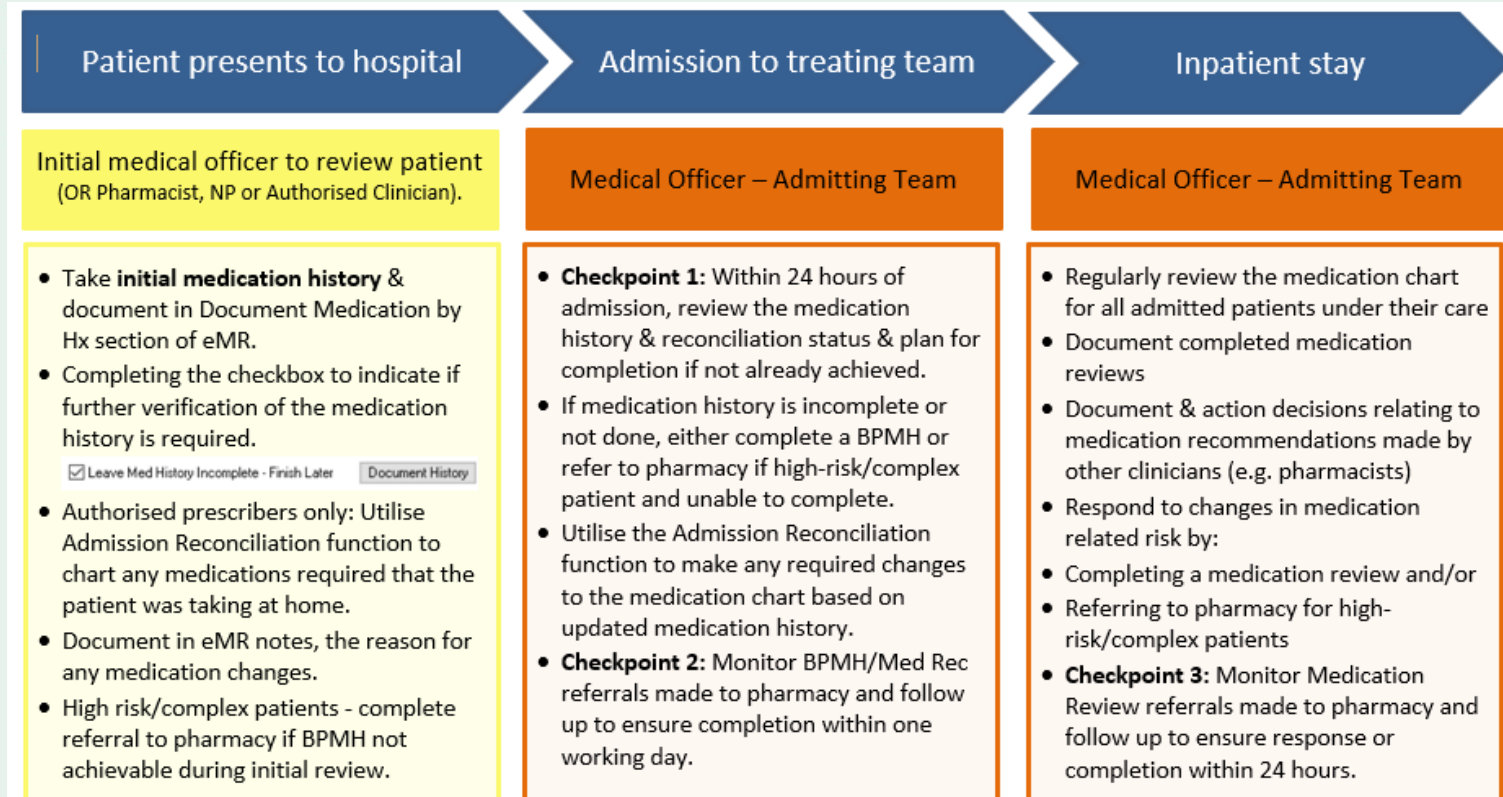 Patient presents to hospital
Admission to treating team
Inpatient stay
Initial medical officer to review patient
(OR Pharmacist, NP or Authorised Clinician).
Medical Officer – Admitting Team
Medical Officer – Admitting Team
• Take initial medication history &
document in Document Medication by
Hx section of eMR.
• Completing the checkbox to indicate if
further verification of the medication
history is required.
Leave Med History Incomplete - Finish Later
Document History
• Authorised prescribers only: Utilise
Admission Reconciliation function to
chart any medications required that the
patient was taking at home.
• Document in eMR notes, the reason for
any medication changes.
• High risk/complex patients - complete
referral to pharmacy if BPMH not
achievable during initial review.
• Checkpoint 1: Within 24 hours of
admission, review the medication
history & reconciliation status & plan for
completion if not already achieved.
• If medication history is incomplete or
not done, either complete a BPMH or
refer to pharmacy if high-risk/complex
patient and unable to complete.
• Utilise the Admission Reconciliation
function to make any required changes
to the medication chart based on
updated medication history.
• Checkpoint 2: Monitor BPMH/Med Rec
referrals made to pharmacy and follow
up to ensure completion within one
working day.
• Regularly review the medication chart
for all admitted patients under their care
• Document completed medication
reviews
• Document & action decisions relating to
medication recommendations made by
other clinicians (e.g. pharmacists)
• Respond to changes in medication
related risk by:
• Completing a medication review and/or
• Referring to pharmacy for high-
risk/complex patients
• Checkpoint 3: Monitor Medication
Review referrals made to pharmacy and
follow up to ensure response or
completion within 24 hours.